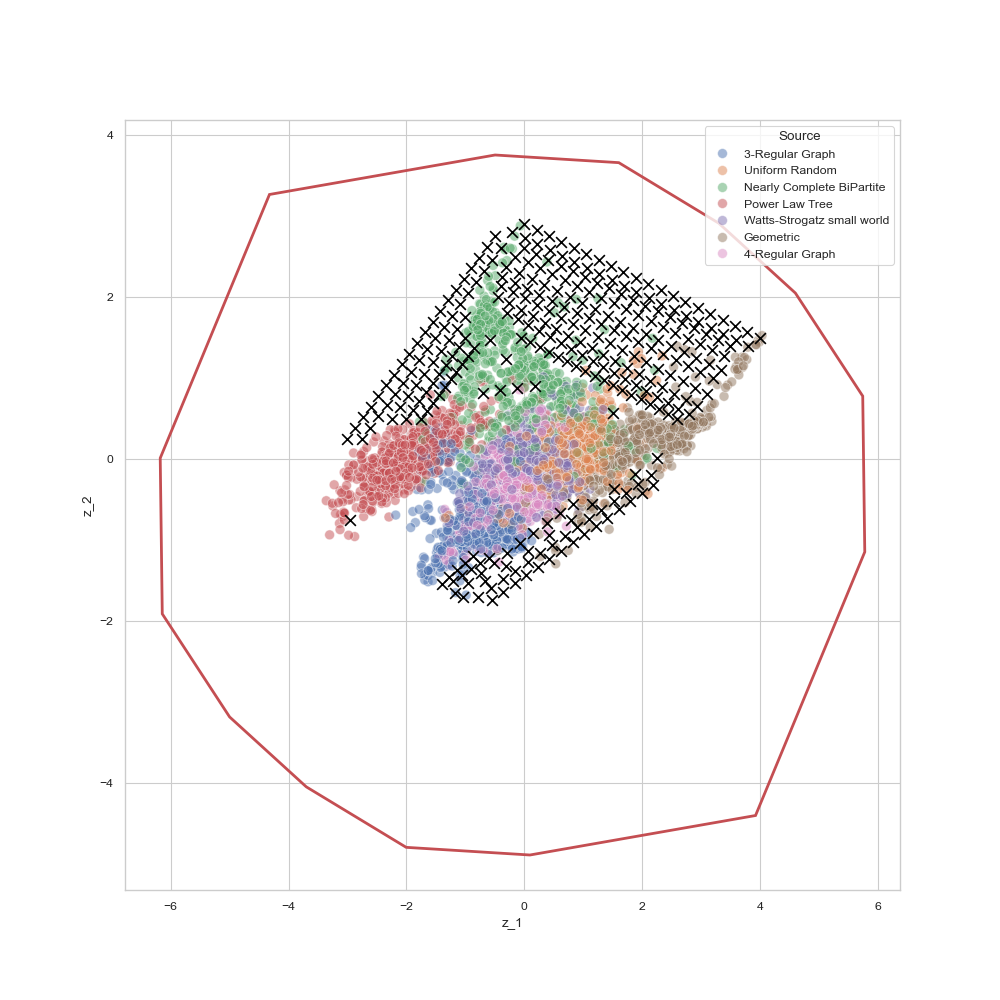 Source
3-Regular Graph
Uniform Random
Nearly Complete BiPartite
Power Law Tree
Watts-Strogatz small world
Geometric
4-Regular Graph
4
2
0
−2
−4
z_2
−6 −4 −2 0 2 4 6
z_1